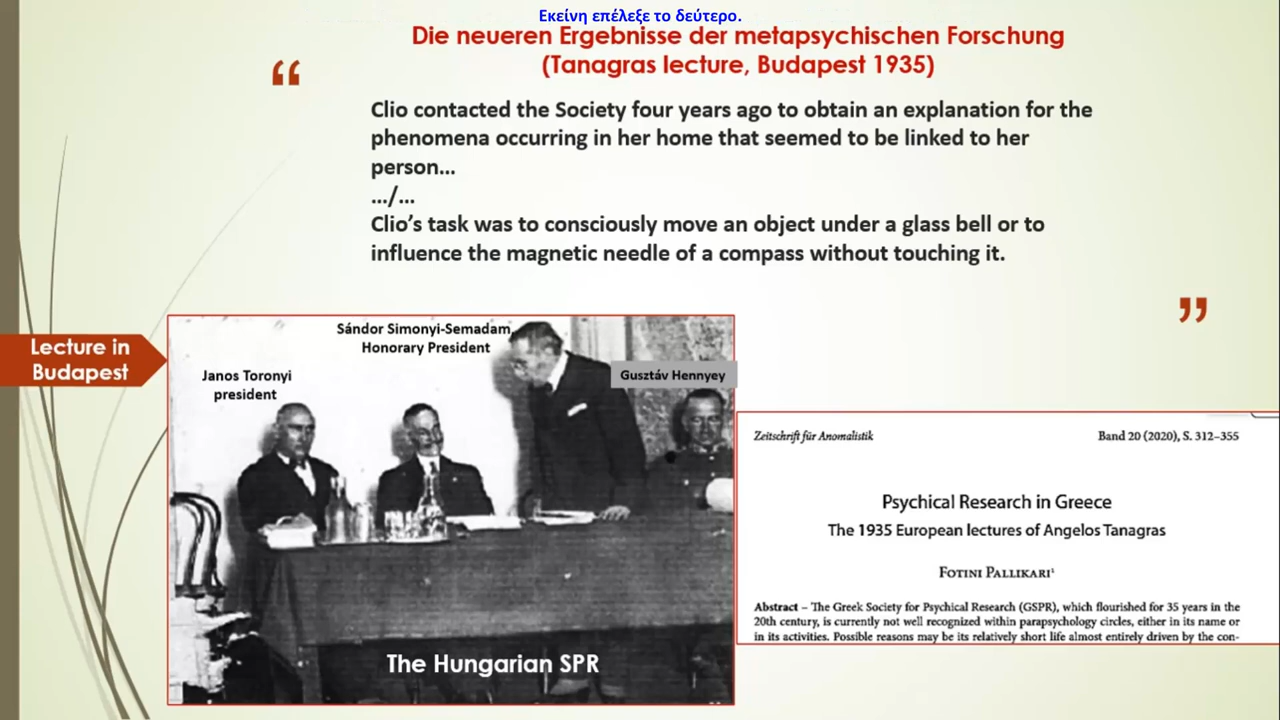 Εκείνη επέλεξε το δεύτερο.
Die neueren Ergebnisse der metapsychischen Forschung
(Tanagras lecture, Budapest 1935)
“
Clio contacted the Society four years ago to obtain an explanation for the
phenomena occurring in her home that seemed to be linked to her
person...
.../...
Clio’s task was to consciously move an object under a glass bell or to
influence the magnetic needle of a compass without touching it.
”
Lecture in
Budapest
Sándor Simonyi-Semadam,
Honorary President
Janos Toronyi
president
Gusztáv Hennyey
The Hungarian SPR
Zeitschrift für Anomalistik
Band 20 (2020), S. 312–355
Psychical Research in Greece
The 1935 European lectures of Angelos Tanagras
Fotini Pallikari¹
Abstract – The Greek Society for Psychical Research (GSPR), which flourished for 35 years in the
20th century, is currently not well recognized within parapsychology circles, either in its name or
in its activities. Possible reasons may be its relatively short life almost entirely driven by the con-